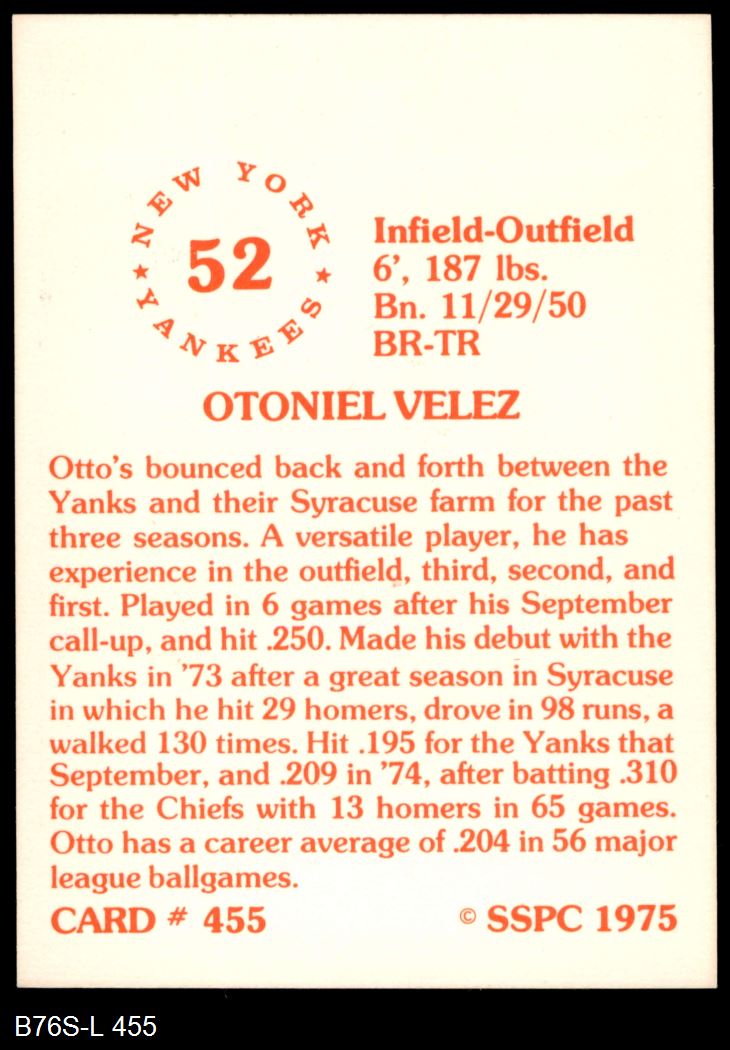 NEW YORK
52
★ YANKEES ★
Infield-Outfield
6', 187 lbs.
Bn. 11/29/50
BR-TR
OTONIEL VELEZ
Otto's bounced back and forth between the
Yanks and their Syracuse farm for the past
three seasons. A versatile player, he has
experience in the outfield, third, second, and
first. Played in 6 games after his September
call-up, and hit .250. Made his debut with the
Yanks in '73 after a great season in Syracuse
in which he hit 29 homers, drove in 98 runs, a
walked 130 times. Hit .195 for the Yanks that
September, and .209 in '74, after batting .310
for the Chiefs with 13 homers in 65 games.
Otto has a career average of .204 in 56 major
league ballgames.
CARD # 455 © SSPC 1975
B76S-L 455